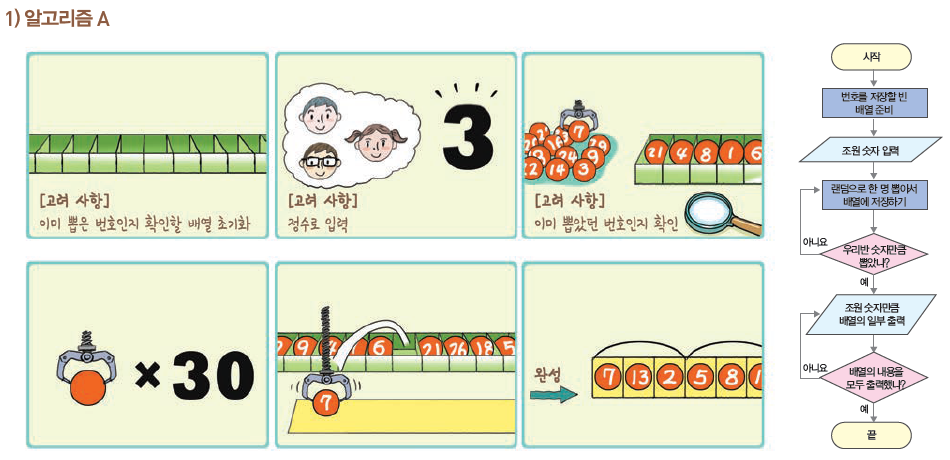 1) 알고리즘 A
[고려 사항]
이미 뽑은 번호인지 확인할 배열 초기화
3
[고려 사항]
정수로 입력
7
21 4 8 1 6
24 9
22 14 3
[고려 사항]
이미 뽑았던 번호인지 확인
×30
9 6 21 26 18 5
7
완성
7 13 2 5 8 1
시작
번호를 저장할 빈
배열 준비
조원 숫자 입력
랜덤으로 한 명 뽑아서
배열에 저장하기
아니요
우리반 숫자만큼
뽑았나?
예
조원 숫자만큼
배열의 일부 출력
아니요
배열의 내용을
모두 출력했나?
예
끝